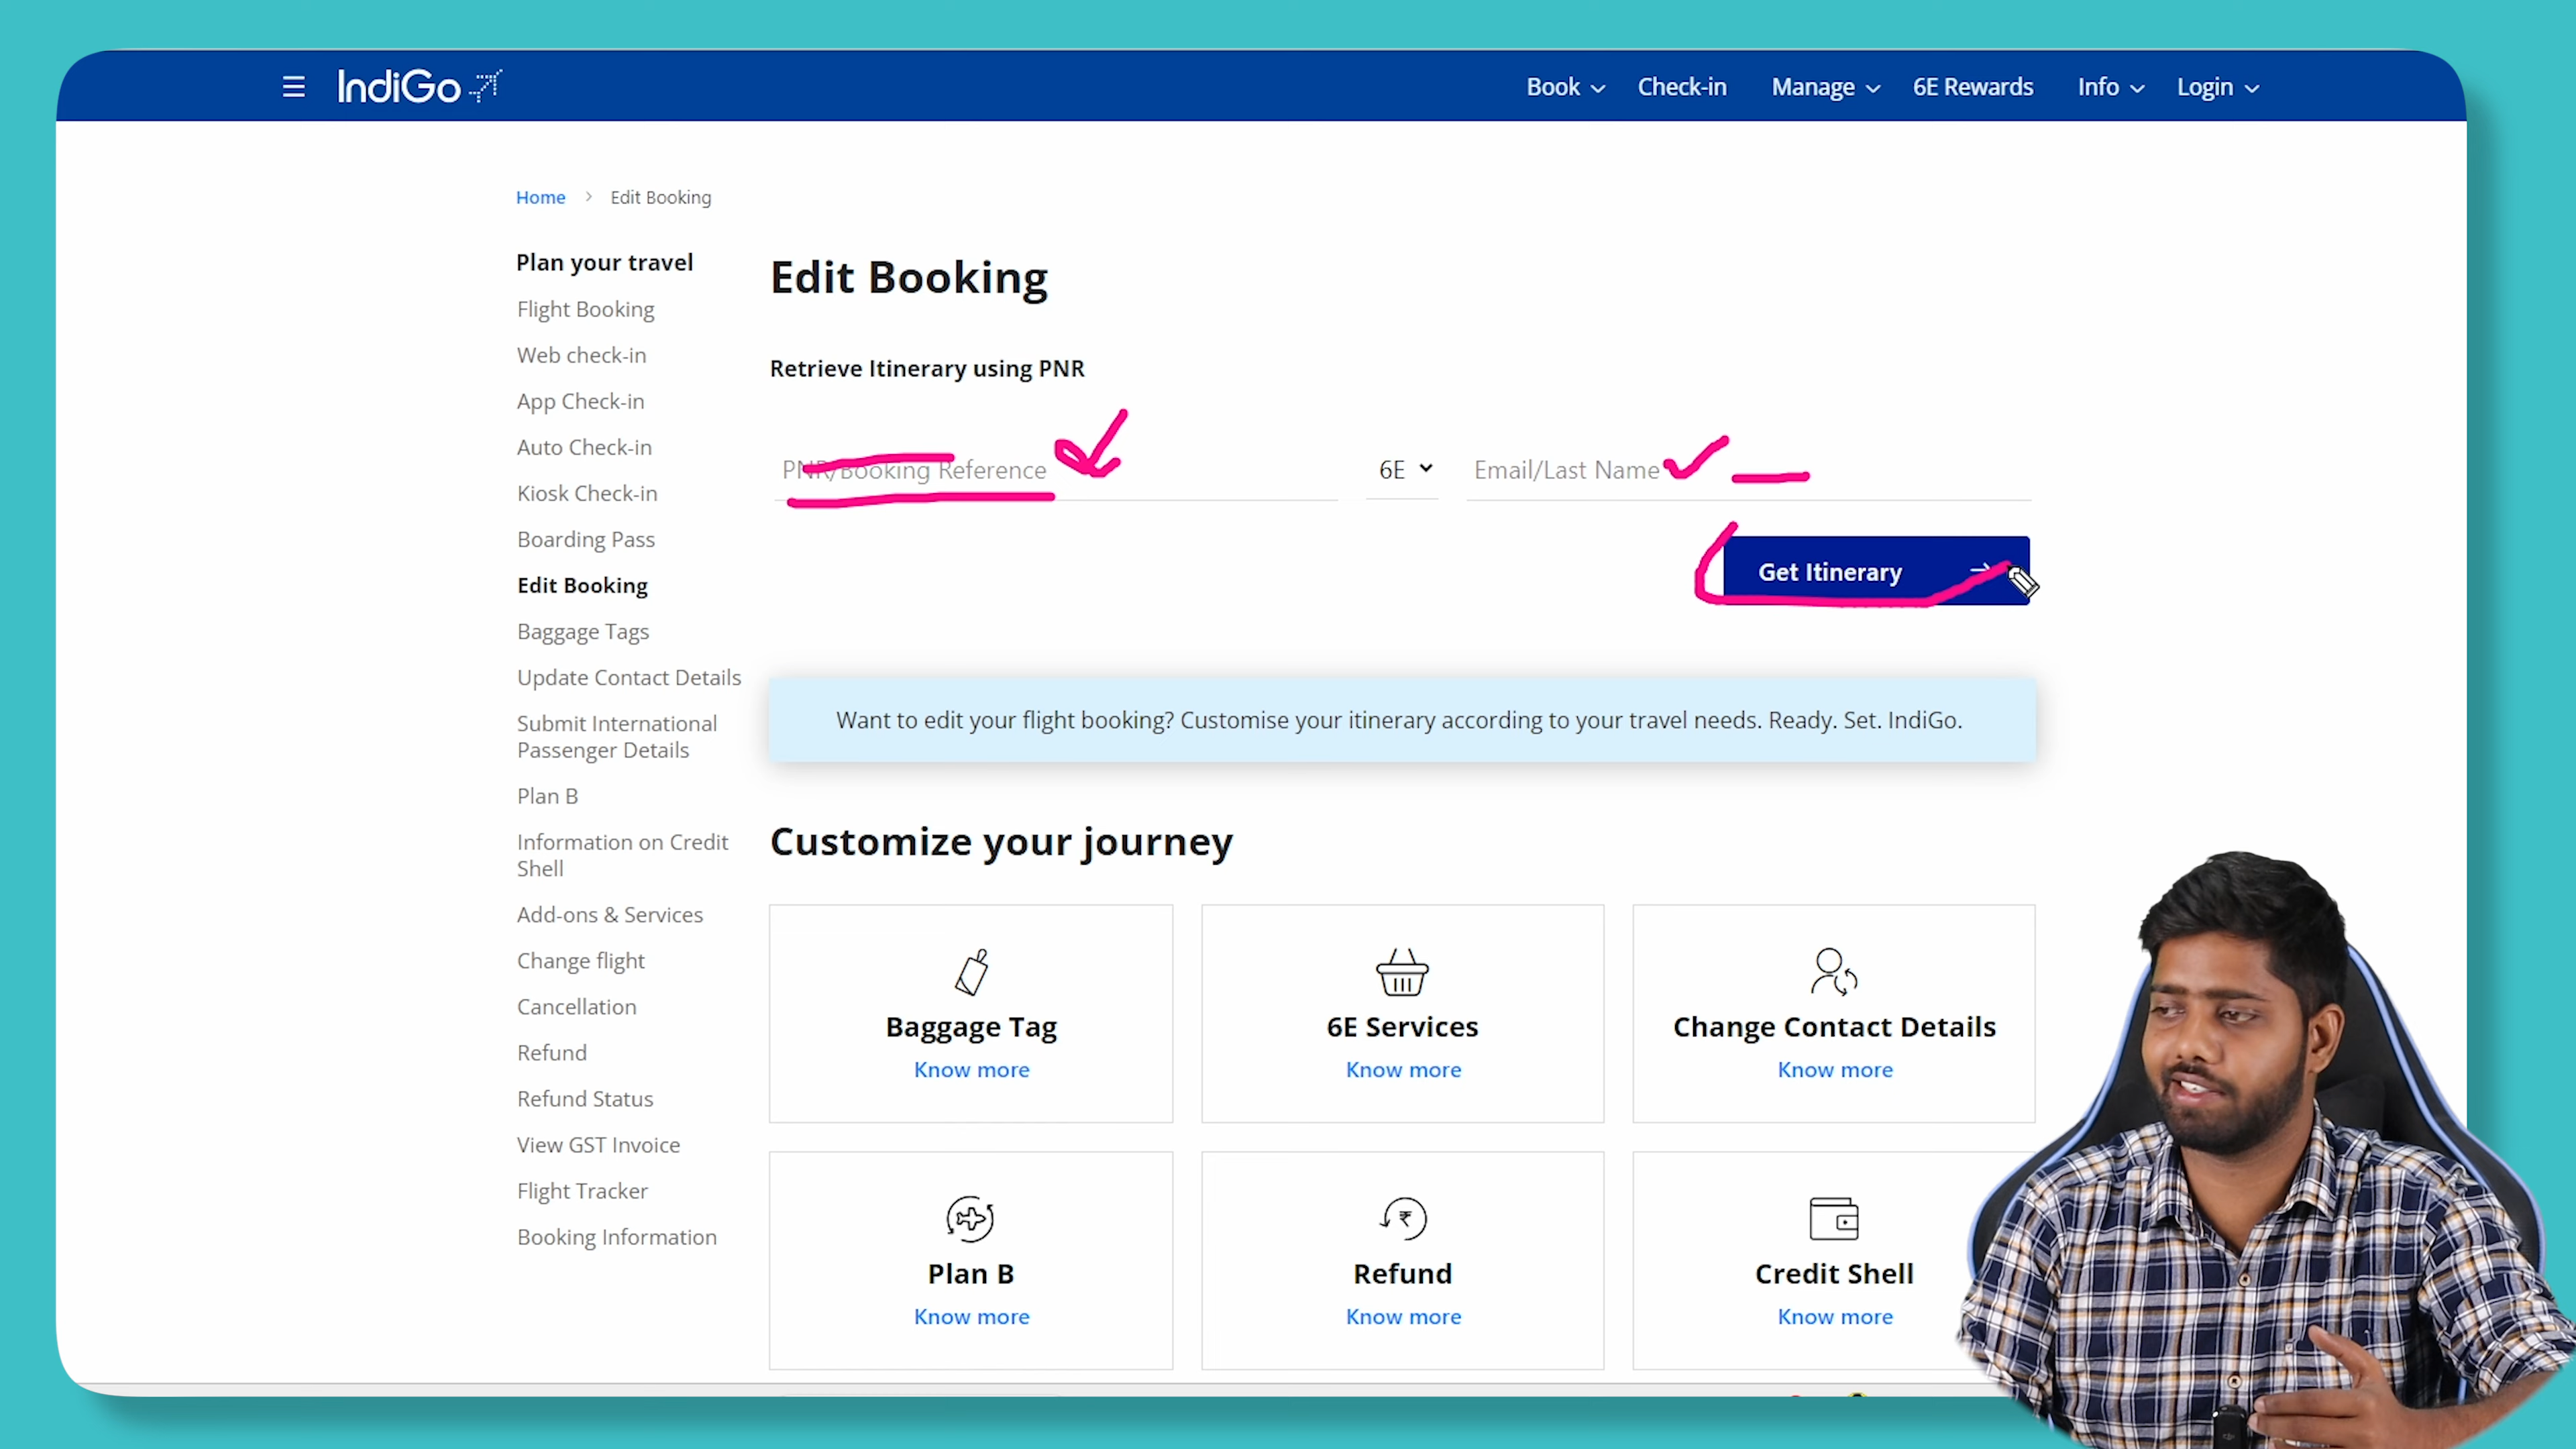 IndiGo
Book Check-in Manage 6E Rewards Info Login
Home > Edit Booking
Plan your travel
Flight Booking
Web check-in
App Check-in
Auto Check-in
Kiosk Check-in
Boarding Pass
Edit Booking
Baggage Tags
Update Contact Details
Submit International
Passenger Details
Plan B
Information on Credit
Shell
Add-ons & Services
Change flight
Cancellation
Refund
Refund Status
View GST Invoice
Flight Tracker
Booking Information
Edit Booking
Retrieve Itinerary using PNR
PNR/Booking Reference 6E Email/Last Name
Get Itinerary
Want to edit your flight booking? Customise your itinerary according to your travel needs. Ready. Set. IndiGo.
Customize your journey
Baggage Tag
Know more
6E Services
Know more
Change Contact Details
Know more
Plan B
Know more
Refund
Know more
Credit Shell
Know more